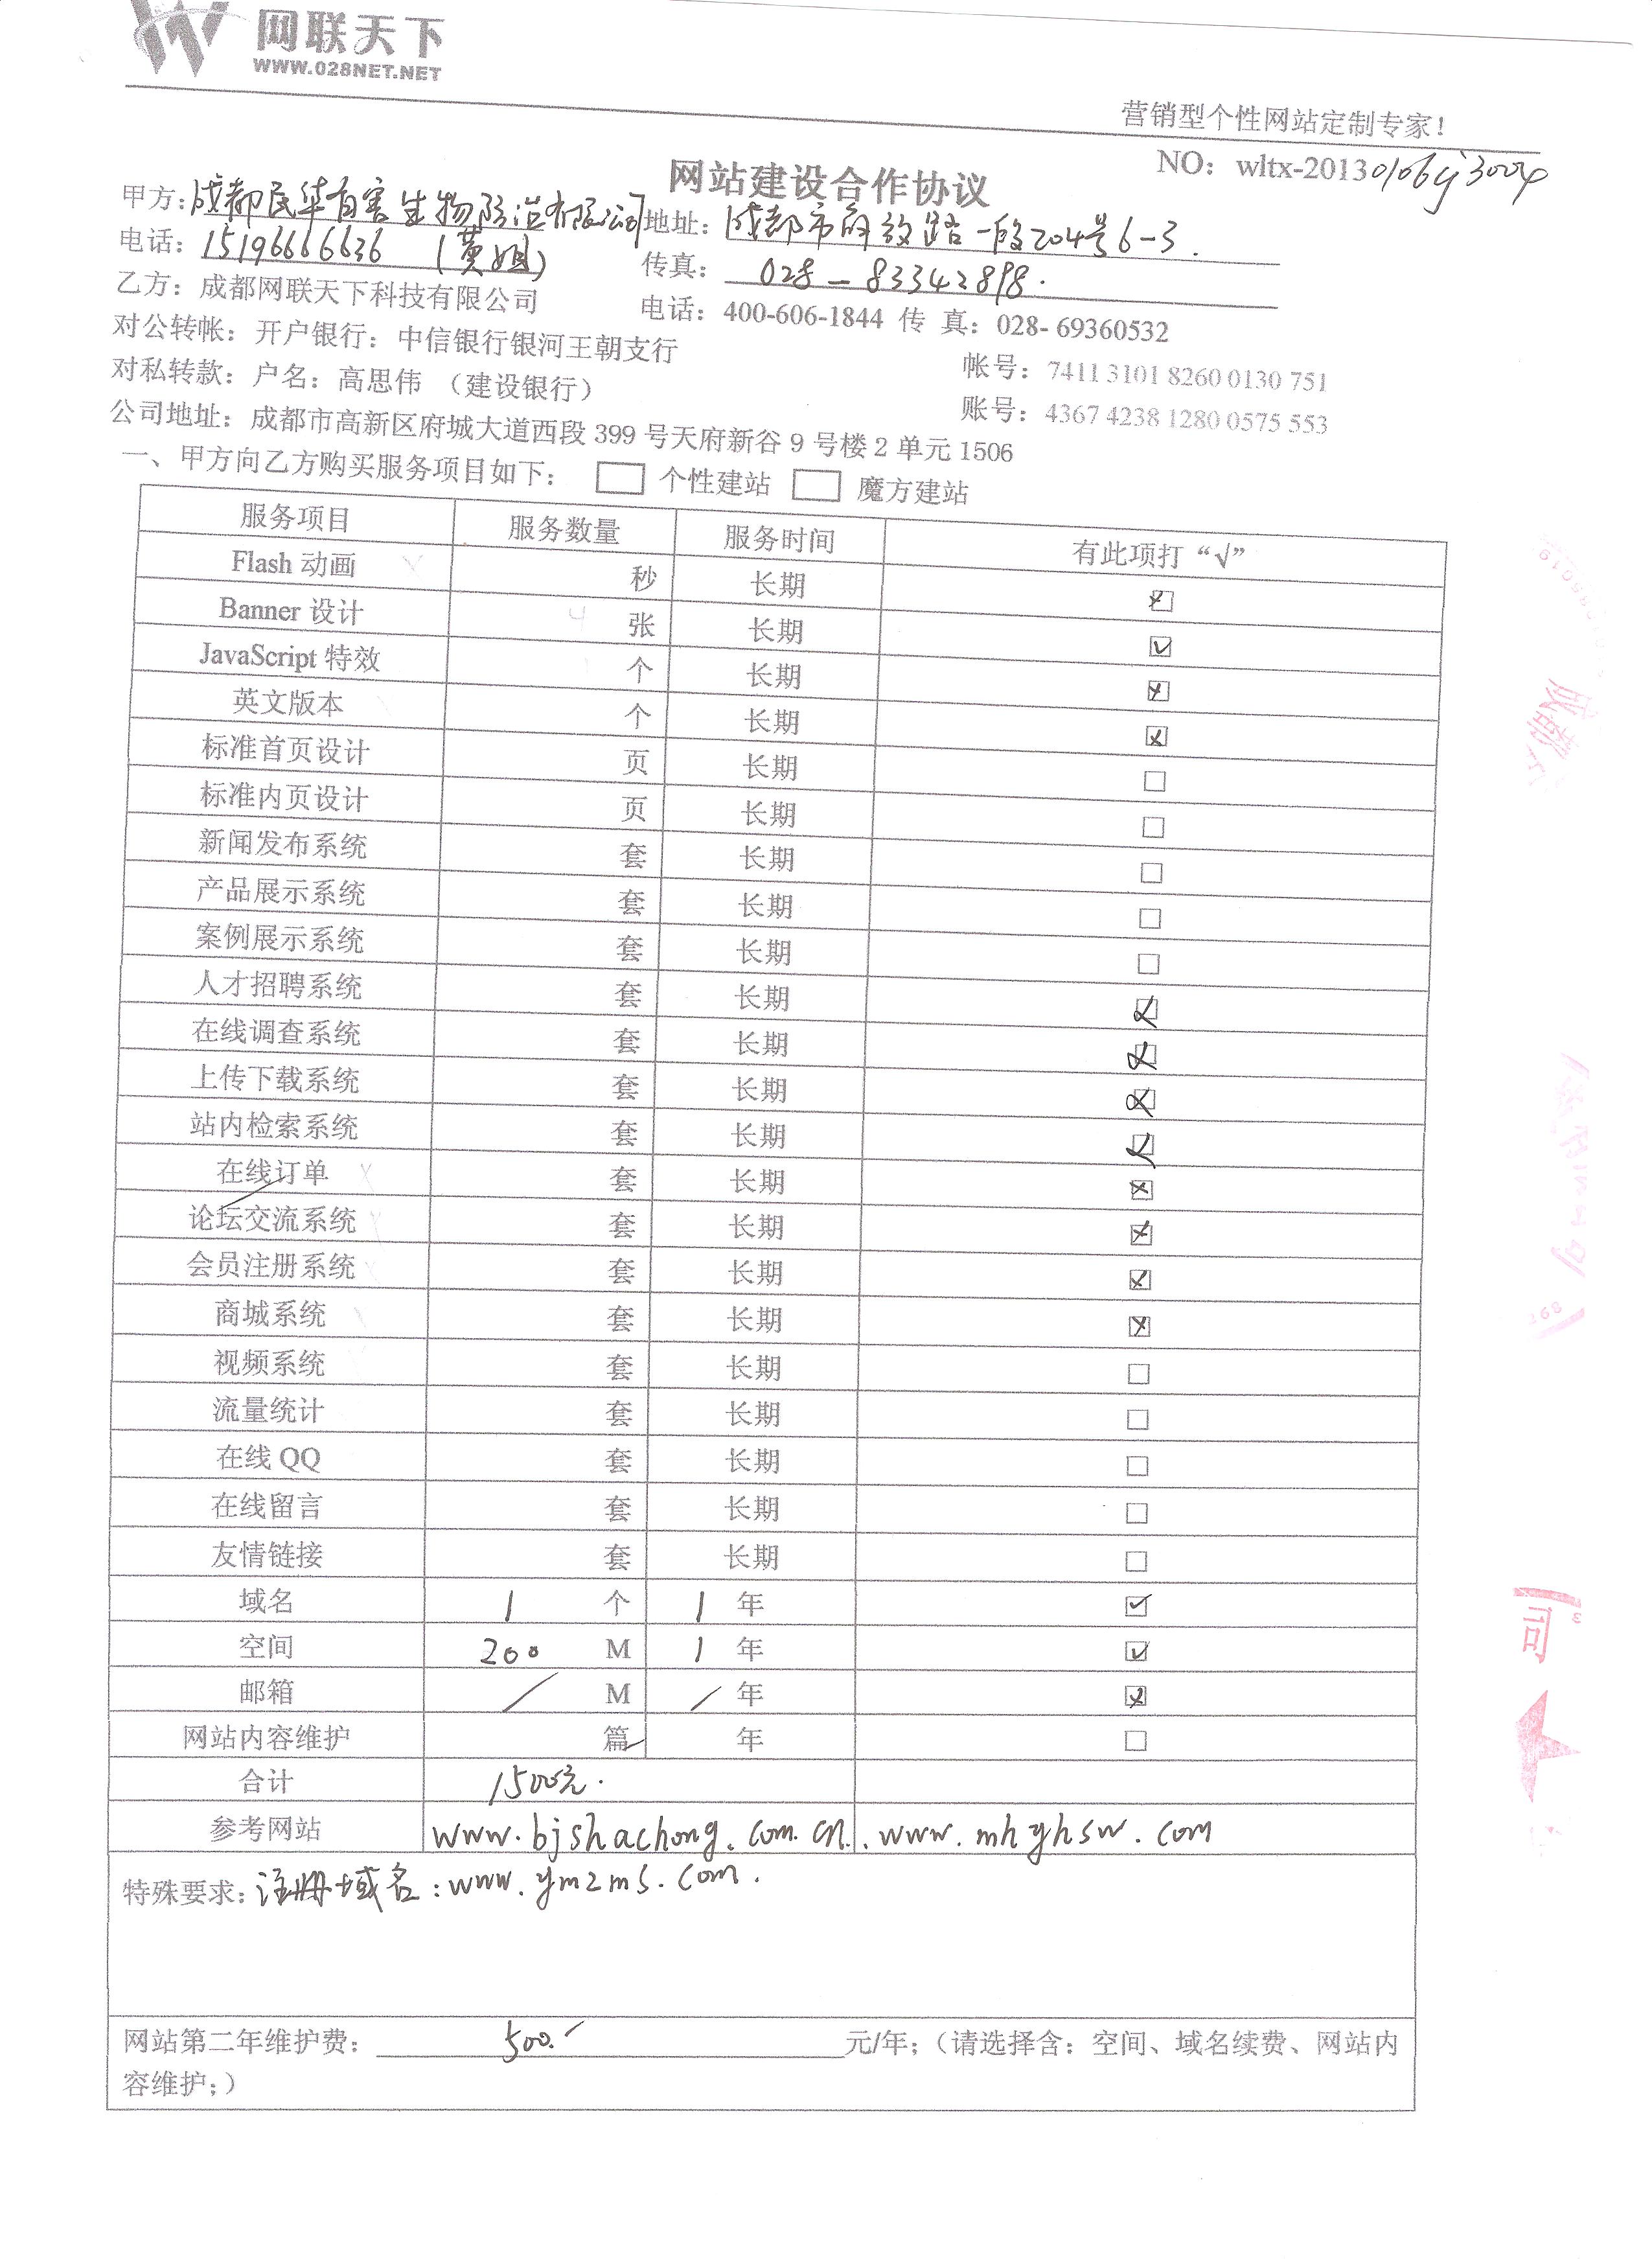 网联天下
WWW.028NET.NET
营销型个性网站定制专家！
NO：wltx-2013
网站建设合作协议
甲方：成都民华有害生物防治有限公司 地址：成都市解放路一段204号6-3.
电话：15196666636（黄姐） 传真：028-83342898.
乙方：成都网联天下科技有限公司 电话：400-606-1844 传 真：028- 69360532
对公转帐：开户银行：中信银行银河王朝支行 帐号：7411 3101 8260 0130 751
对私转款：户名：高思伟 （建设银行） 账号：4367 4238 1280 0575 553
公司地址：成都市高新区府城大道西段 399 号天府新谷 9 号楼 2 单元 1506
一、甲方向乙方购买服务项目如下： □ 个性建站 □ 魔方建站
服务项目 服务数量 服务时间 有此项打“√”
Flash 动画 × 秒 长期 ☒
Banner 设计 4 张 长期 ☑
JavaScript 特效 个 长期 ☒
英文版本 个 长期 ☒
标准首页设计 页 长期 □
标准内页设计 页 长期 □
新闻发布系统 套 长期 □
产品展示系统 套 长期 □
案例展示系统 套 长期 □
人才招聘系统 套 长期 ☒
在线调查系统 套 长期 ☒
上传下载系统 套 长期 ☒
站内检索系统 套 长期 ☒
在线订单 × 套 长期 ☒
论坛交流系统 套 长期 ☒
会员注册系统 套 长期 ☒
商城系统 套 长期 ☒
视频系统 套 长期 □
流量统计 套 长期 □
在线 QQ 套 长期 □
在线留言 套 长期 □
友情链接 套 长期 □
域名 1 个 1 年 ☑
空间 200 M 1 年 ☑
邮箱 / M / 年 ☒
网站内容维护 篇 年 □
合计 1500元.
参考网站 www.bjshachong.com.cn. www.mhyhsw.com
特殊要求：注册域名：www.ymzms.com.
网站第二年维护费： 500. 元/年；（请选择含：空间、域名续费、网站内
容维护；）
成都
司